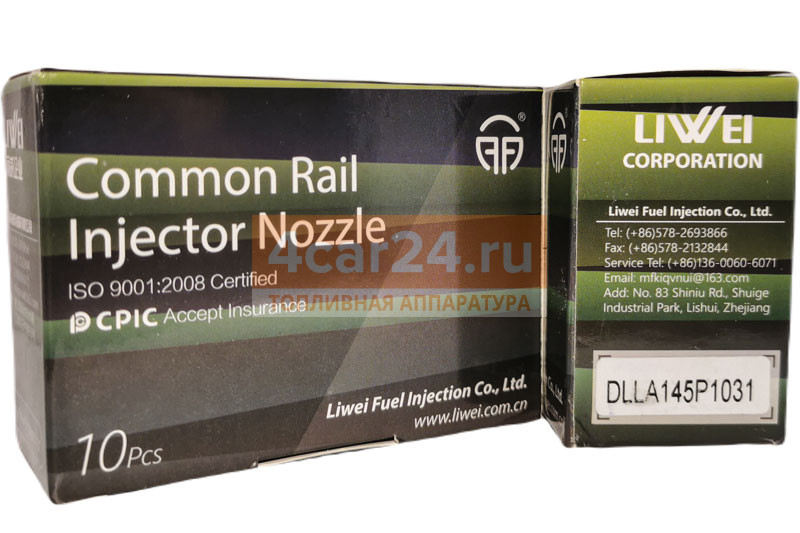 Common Rail
Injector Nozzle
ISO 9001:2008 Certified
CPIC Accept Insurance
Liwei Fuel Injection Co., Ltd.
www.liwei.com.cn
10 Pcs
®
4car24.ru
ТОПЛИВНАЯ АППАРАТУРА
LIWEI
CORPORATION
Liwei Fuel Injection Co., Ltd.
Tel: (+86)578-2693866
Fax: (+86)578-2132844
Service Tel: (+86)136-0060-6071
Email: mfkiqvnui@163.com
Add: No. 83 Shiniu Rd., Shuige
Industrial Park, Lishui, Zhejiang
DLLA145P1031